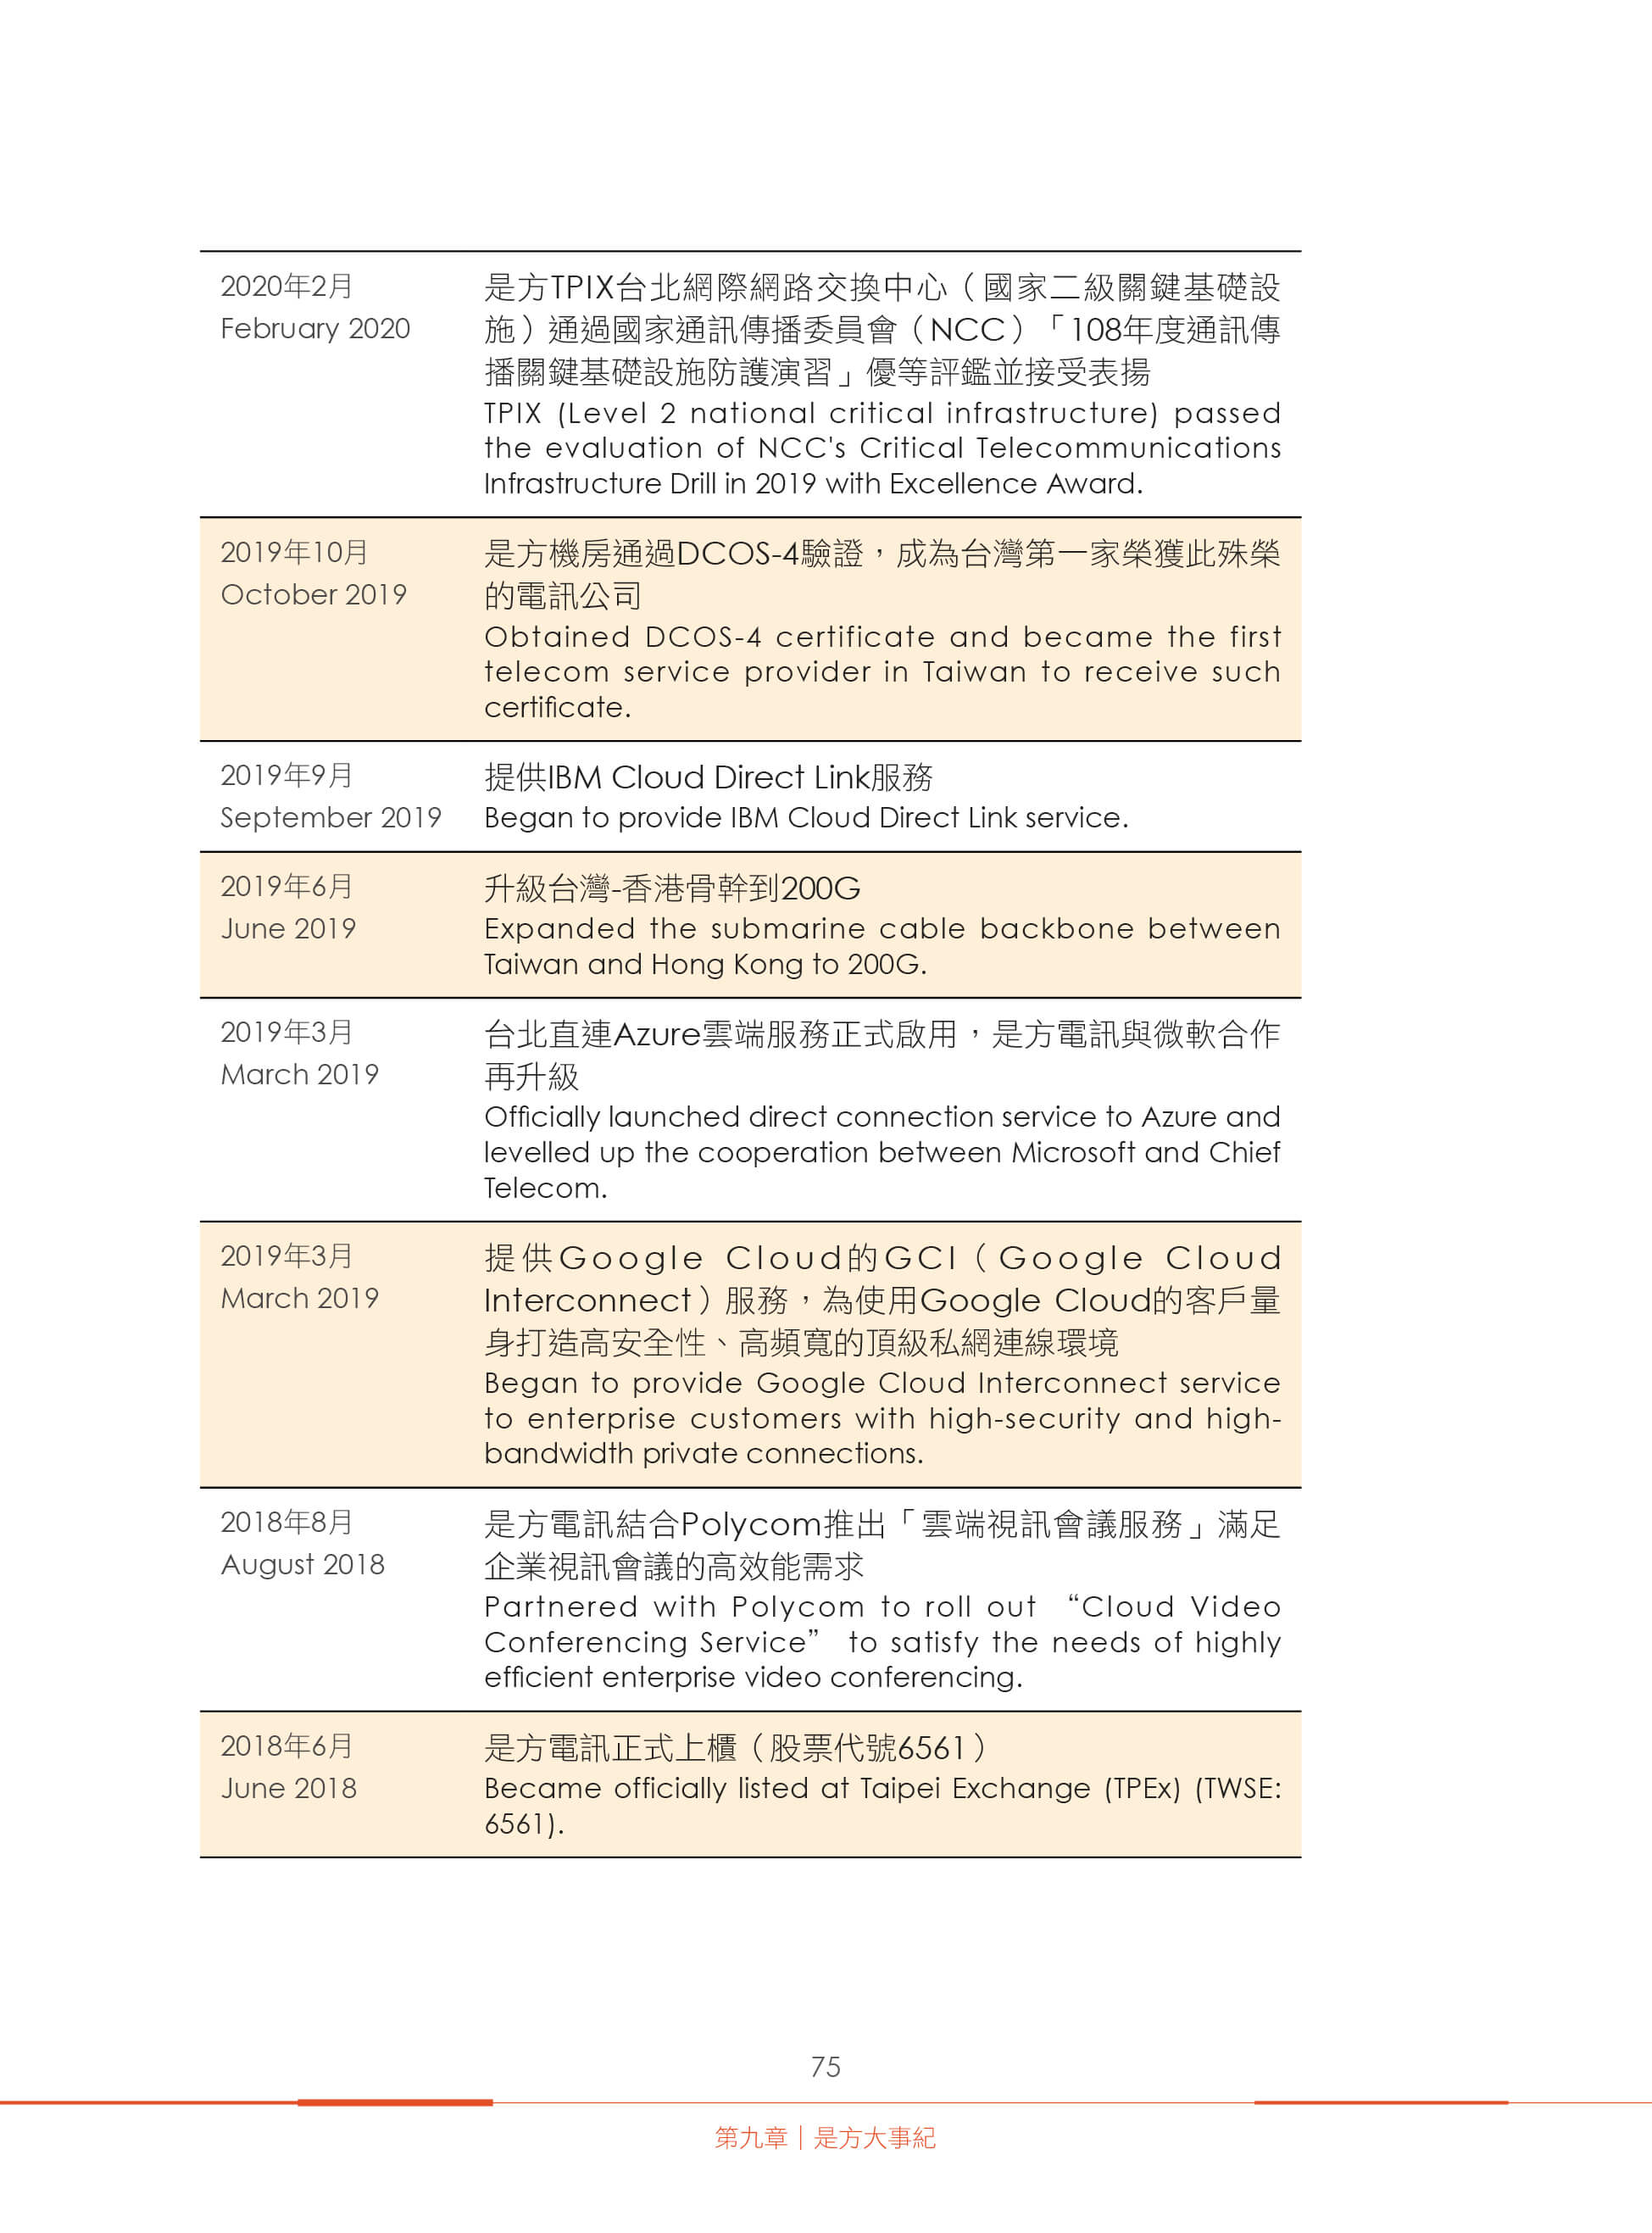 2020年2月
February 2020
是方TPIX台北網際網路交換中心（國家二級關鍵基礎設
施）通過國家通訊傳播委員會（NCC）「108年度通訊傳
播關鍵基礎設施防護演習」優等評鑑並接受表揚
TPIX (Level 2 national critical infrastructure) passed
the evaluation of NCC's Critical Telecommunications
Infrastructure Drill in 2019 with Excellence Award.
2019年10月
October 2019
是方機房通過DCOS-4驗證，成為台灣第一家榮獲此殊榮
的電訊公司
Obtained DCOS-4 certificate and became the first
telecom service provider in Taiwan to receive such
certificate.
2019年9月
September 2019
提供IBM Cloud Direct Link服務
Began to provide IBM Cloud Direct Link service.
2019年6月
June 2019
升級台灣-香港骨幹到200G
Expanded the submarine cable backbone between
Taiwan and Hong Kong to 200G.
2019年3月
March 2019
台北直連Azure雲端服務正式啟用，是方電訊與微軟合作
再升級
Officially launched direct connection service to Azure and
levelled up the cooperation between Microsoft and Chief
Telecom.
2019年3月
March 2019
提供Google Cloud的GCI（Google Cloud
Interconnect）服務，為使用Google Cloud的客戶量
身打造高安全性、高頻寬的頂級私網連線環境
Began to provide Google Cloud Interconnect service
to enterprise customers with high-security and high-
bandwidth private connections.
2018年8月
August 2018
是方電訊結合Polycom推出「雲端視訊會議服務」滿足
企業視訊會議的高效能需求
Partnered with Polycom to roll out “Cloud Video
Conferencing Service” to satisfy the needs of highly
efficient enterprise video conferencing.
2018年6月
June 2018
是方電訊正式上櫃（股票代號6561）
Became officially listed at Taipei Exchange (TPEx) (TWSE:
6561).
75
第九章｜是方大事紀